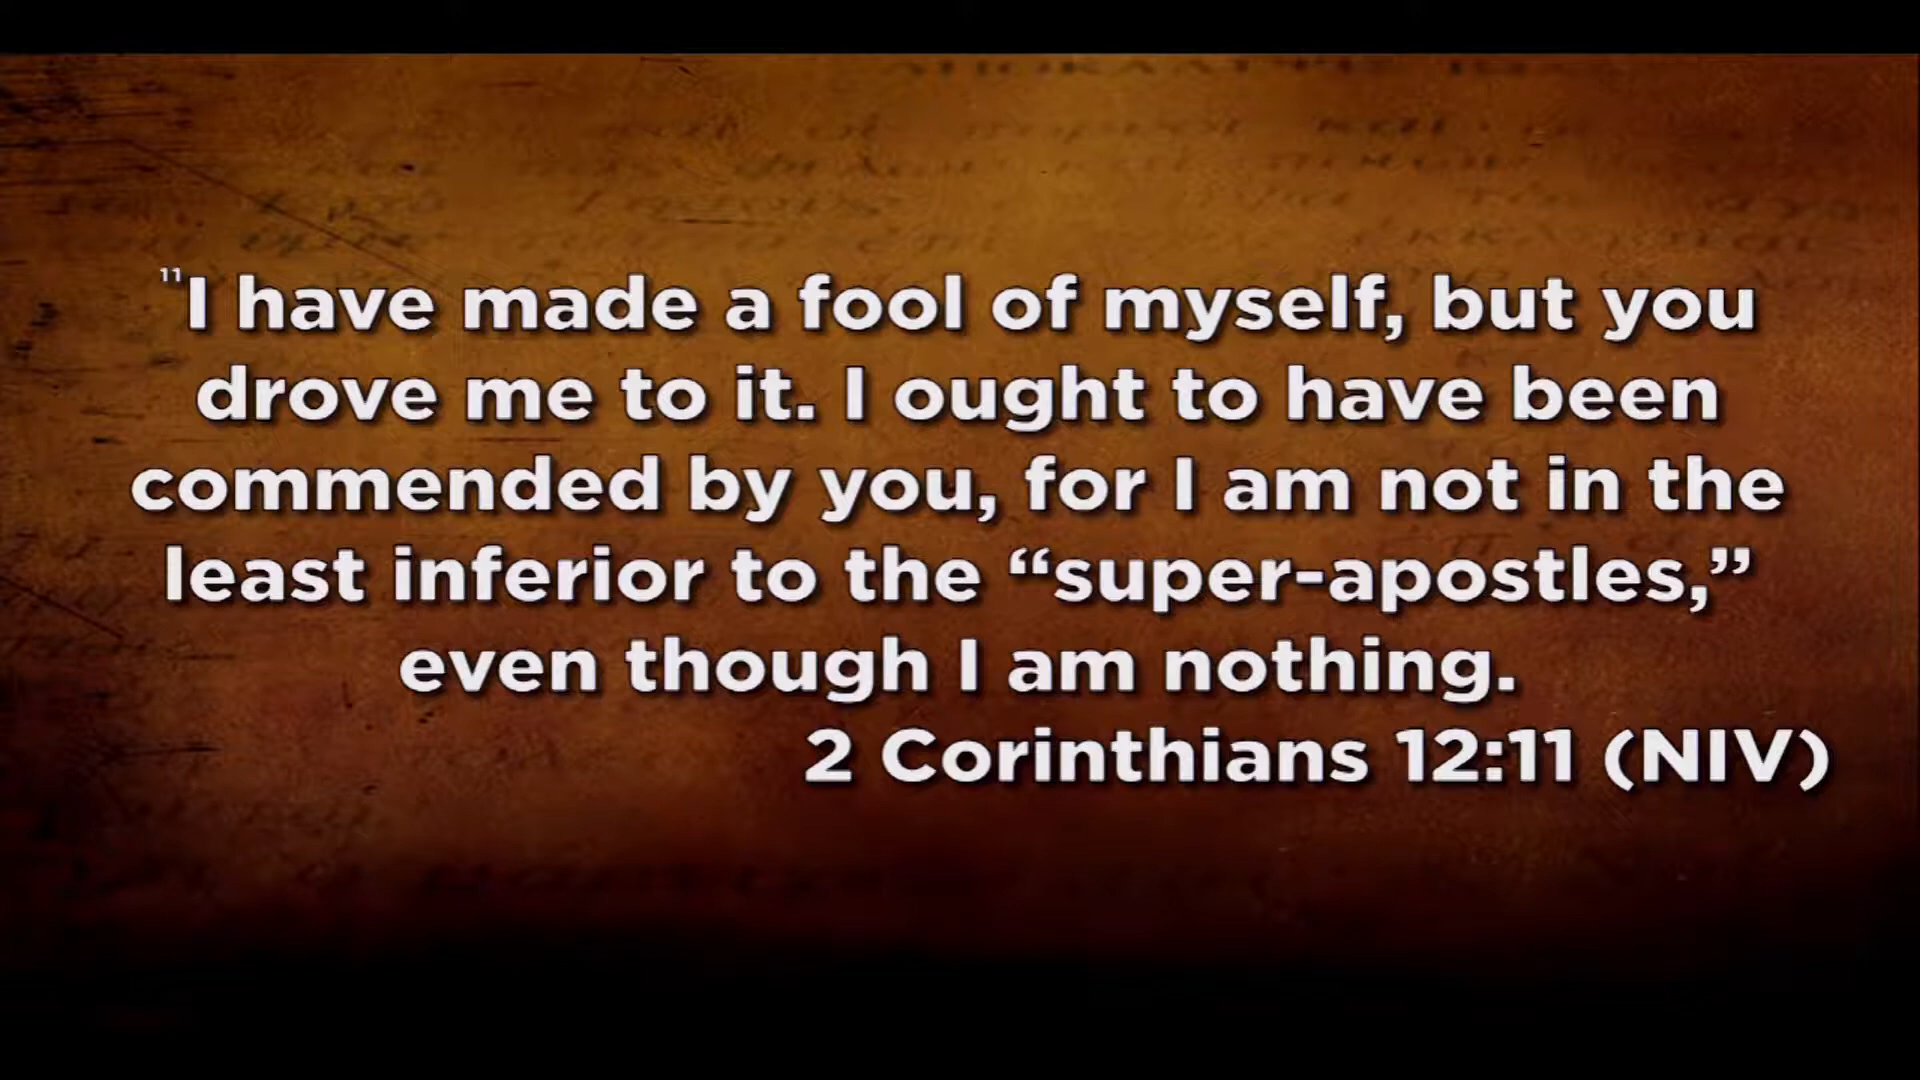 ¹¹I have made a fool of myself, but you
drove me to it. I ought to have been
commended by you, for I am not in the
least inferior to the “super-apostles,”
even though I am nothing.
2 Corinthians 12:11 (NIV)